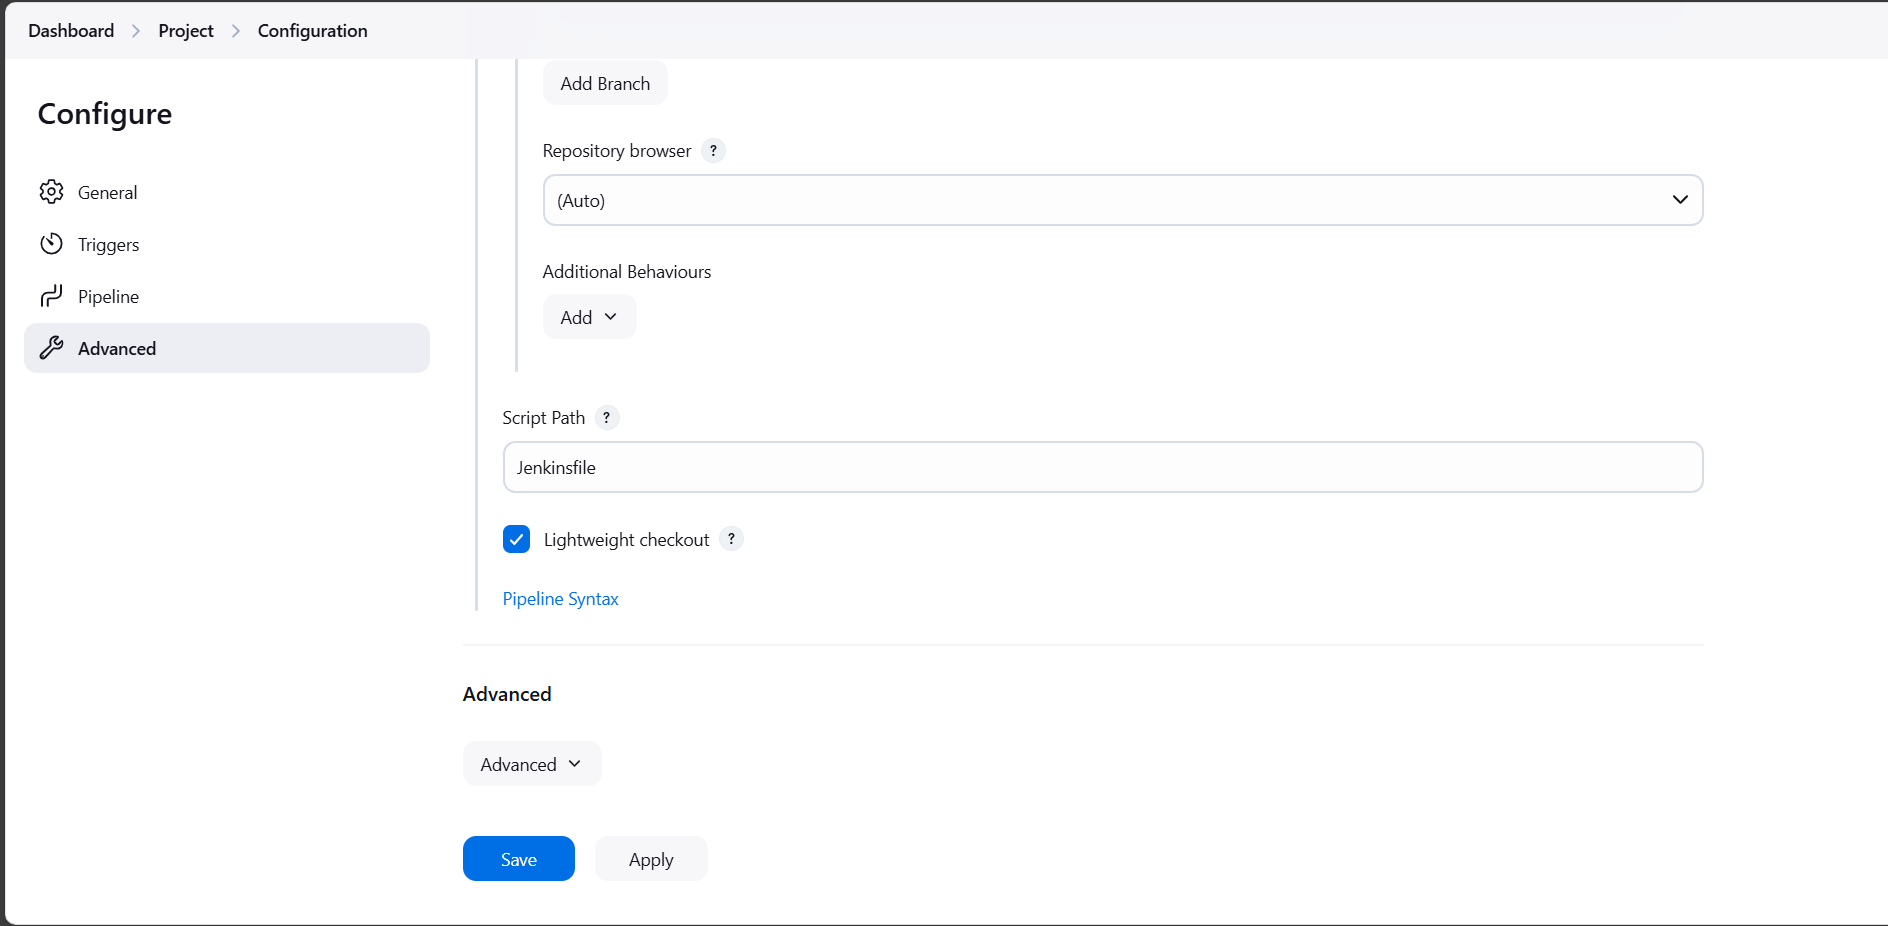 Dashboard > Project > Configuration
Configure
General
Triggers
Pipeline
Advanced
Add Branch
Repository browser ?
(Auto)
Additional Behaviours
Add
Script Path ?
Jenkinsfile
Lightweight checkout ?
Pipeline Syntax
Advanced
Advanced
Save Apply